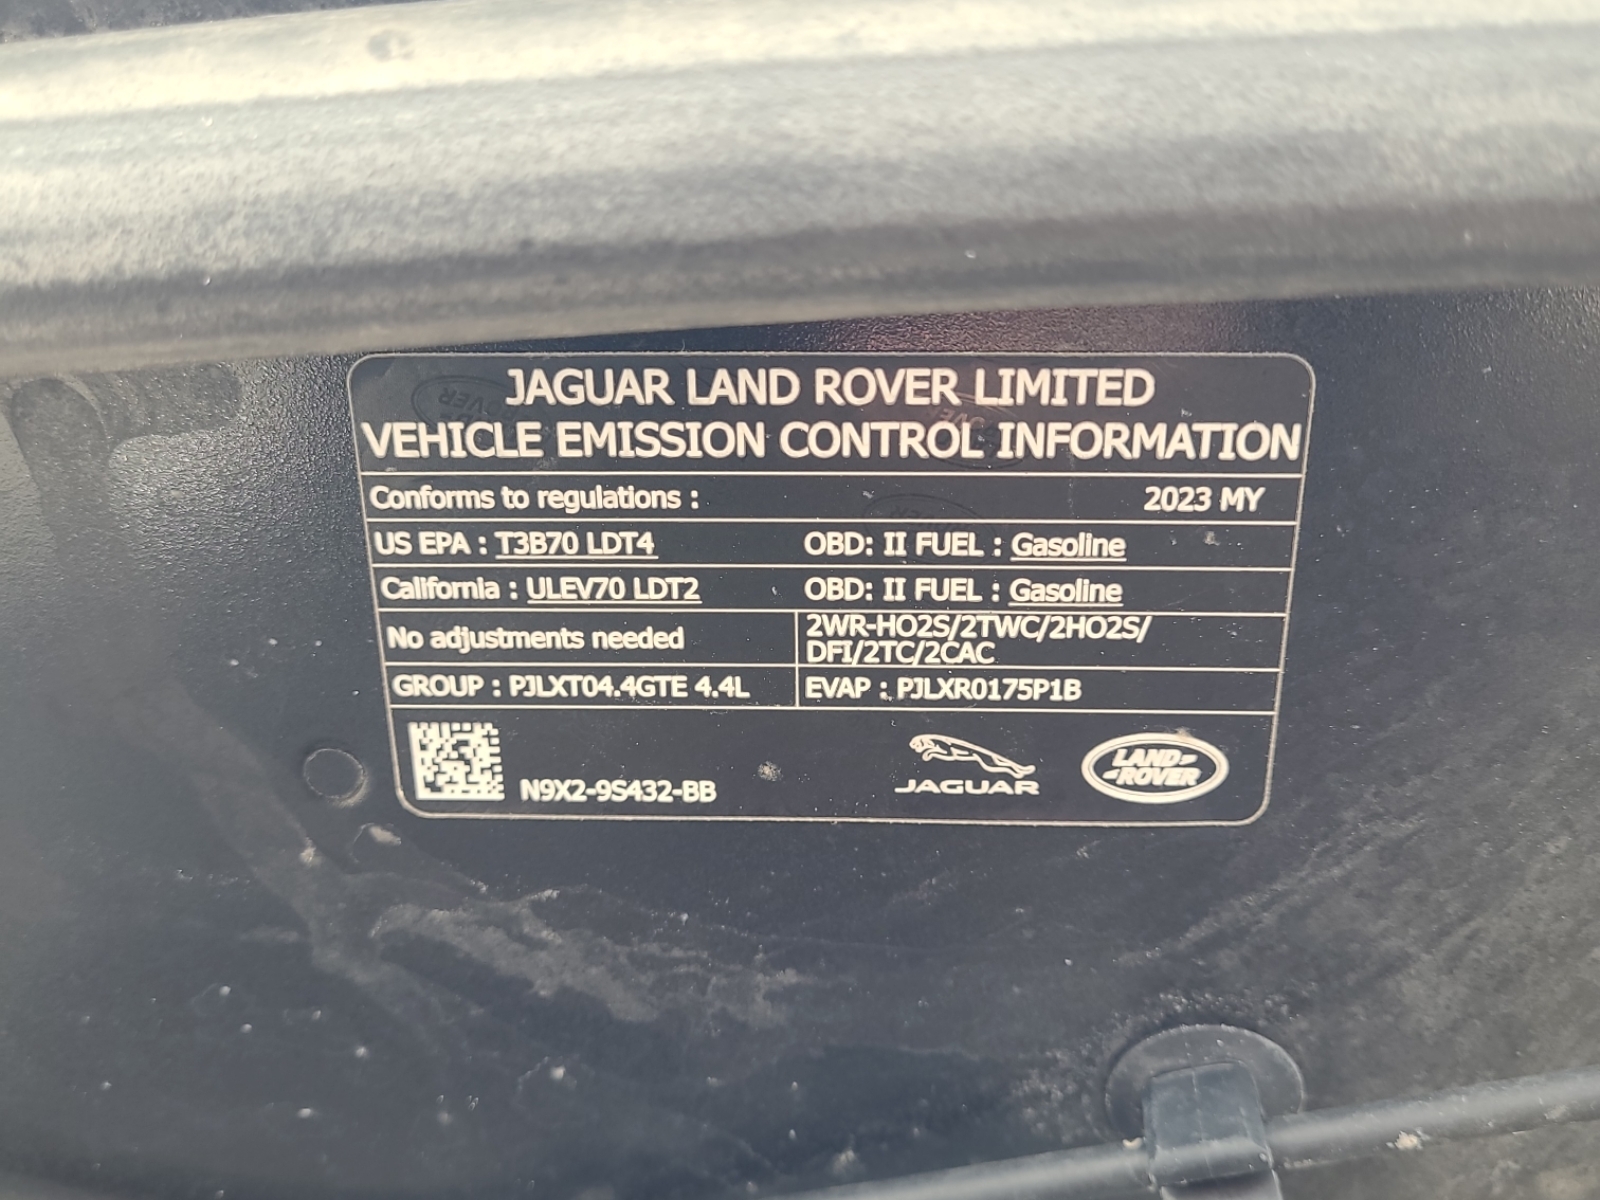 JAGUAR LAND ROVER LIMITED
VEHICLE EMISSION CONTROL INFORMATION
Conforms to regulations : 2023 MY
US EPA : T3B70 LDT4 OBD: II FUEL : Gasoline
California : ULEV70 LDT2 OBD: II FUEL : Gasoline
No adjustments needed 2WR-HO2S/2TWC/2HO2S/
DFI/2TC/2CAC
GROUP : PJLXT04.4GTE 4.4L EVAP : PJLXR0175P1B
N9X2-9S432-BB
JAGUAR
LAND
ROVER